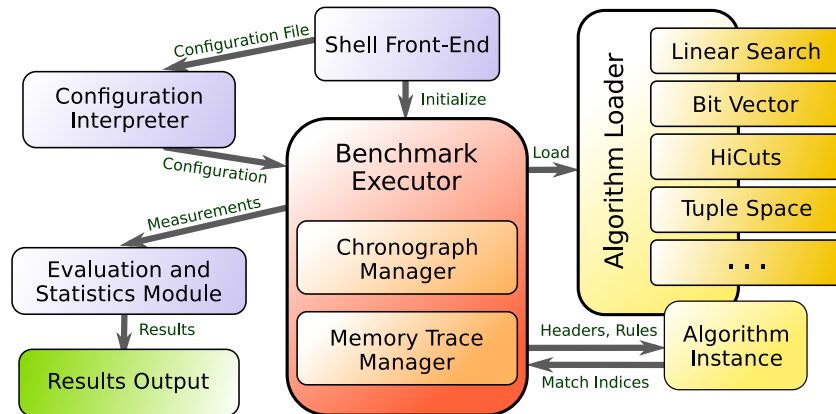 Configuration File
Shell Front-End
Configuration
Interpreter
Initialize
Configuration
Benchmark
Executor
Load
Algorithm Loader
Linear Search
Bit Vector
HiCuts
Tuple Space
...
Measurements
Chronograph
Manager
Evaluation and
Statistics Module
Memory Trace
Manager
Headers, Rules
Match Indices
Algorithm
Instance
Results
Results Output